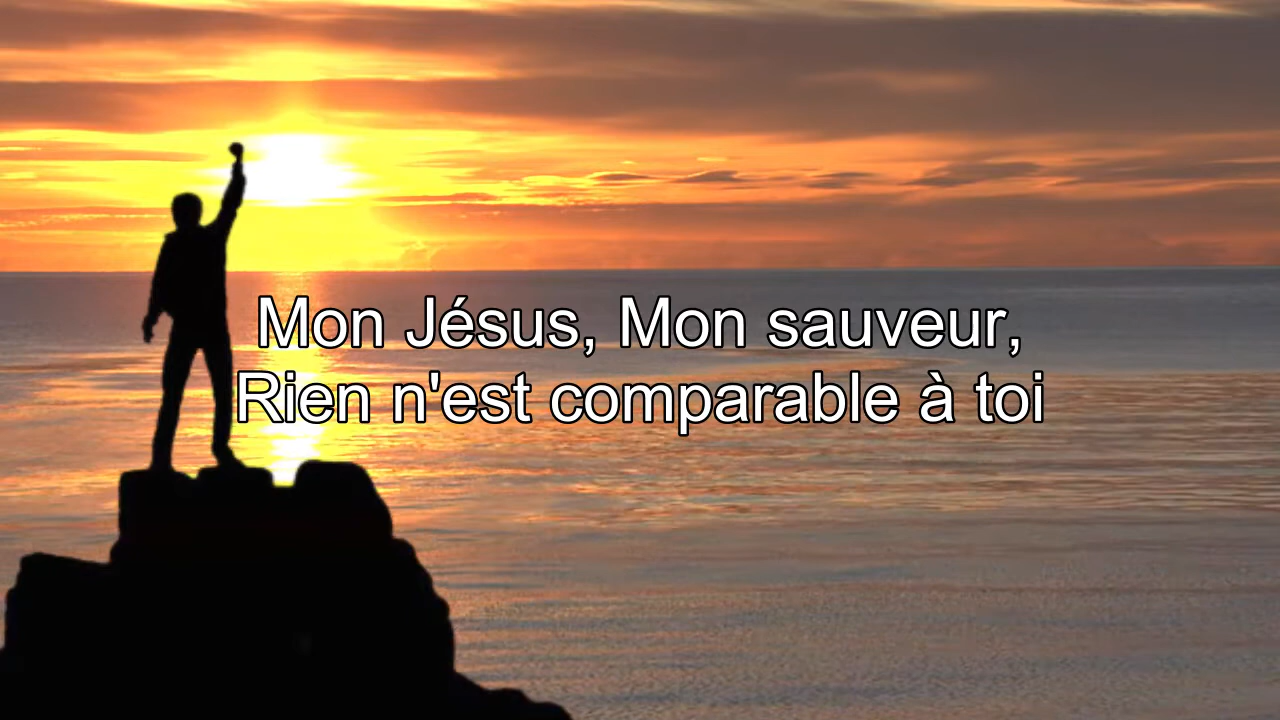 Mon Jésus, Mon sauveur,
Rien n'est comparable à toi